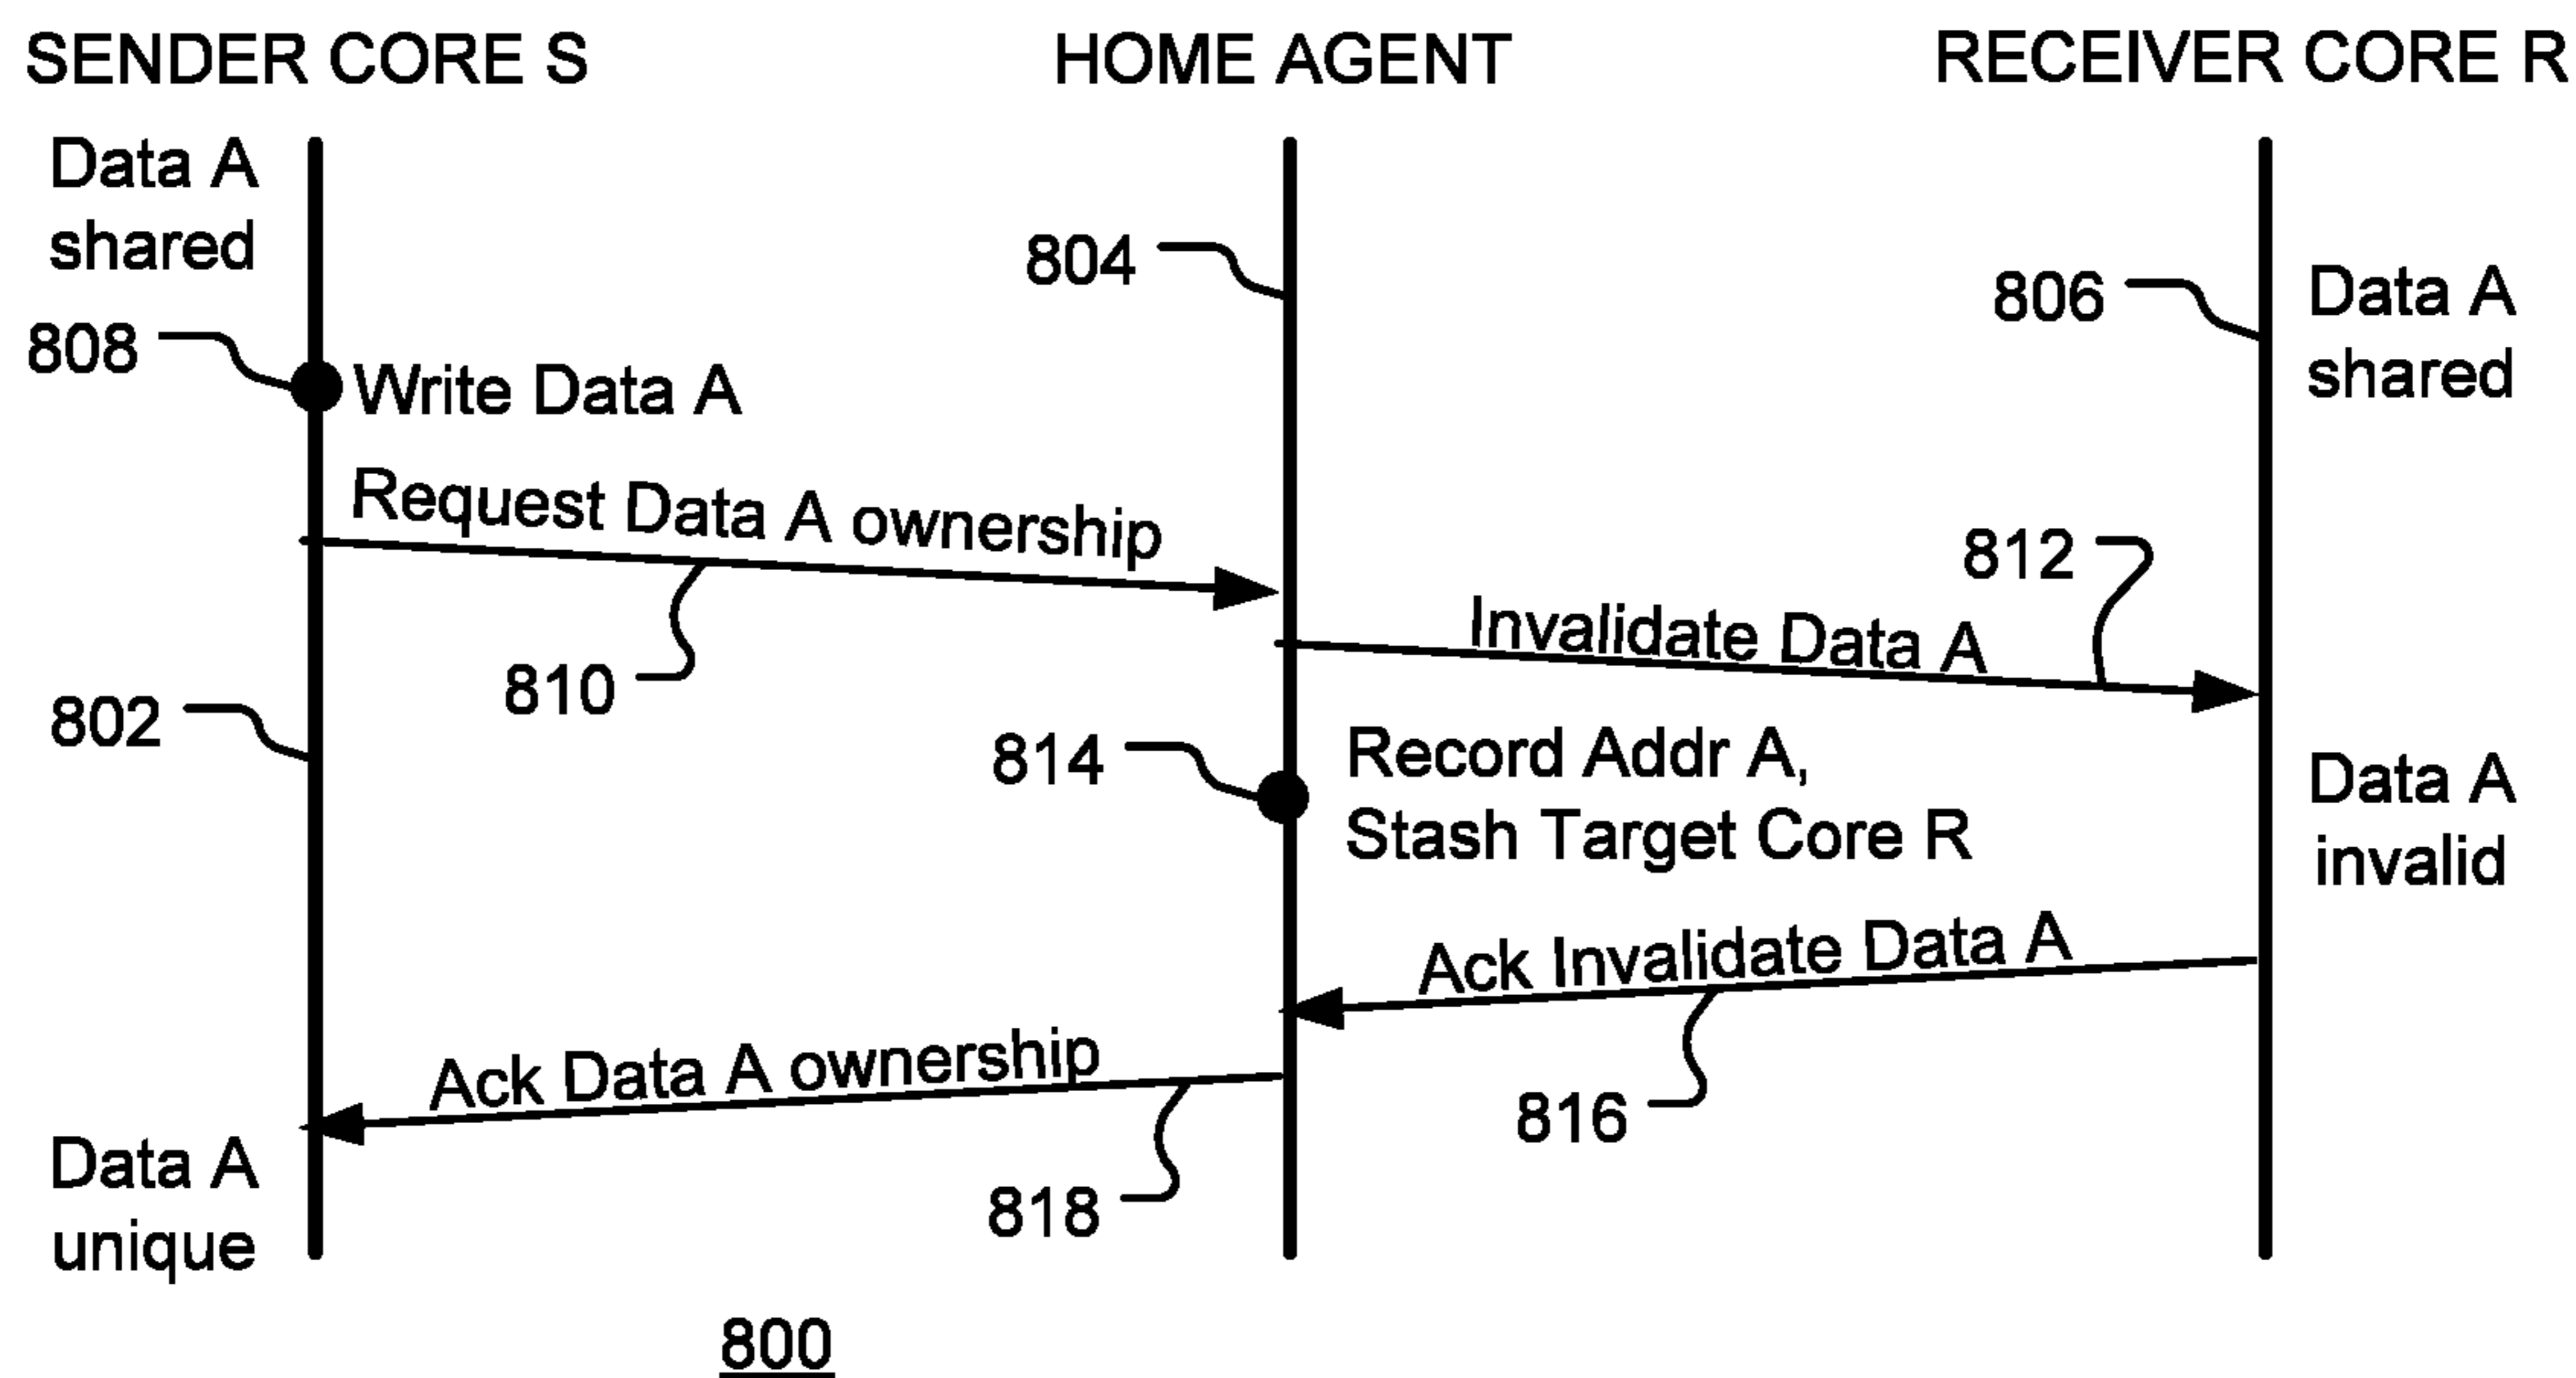 SENDER CORE S
HOME AGENT
RECEIVER CORE R
Data A
shared
804
806
Data A
shared
808
Write Data A
Request Data A ownership
812
810
Invalidate Data A
802
814
Record Addr A,
Stash Target Core R
Data A
invalid
Ack Invalidate Data A
Ack Data A ownership
816
Data A
unique
818
800